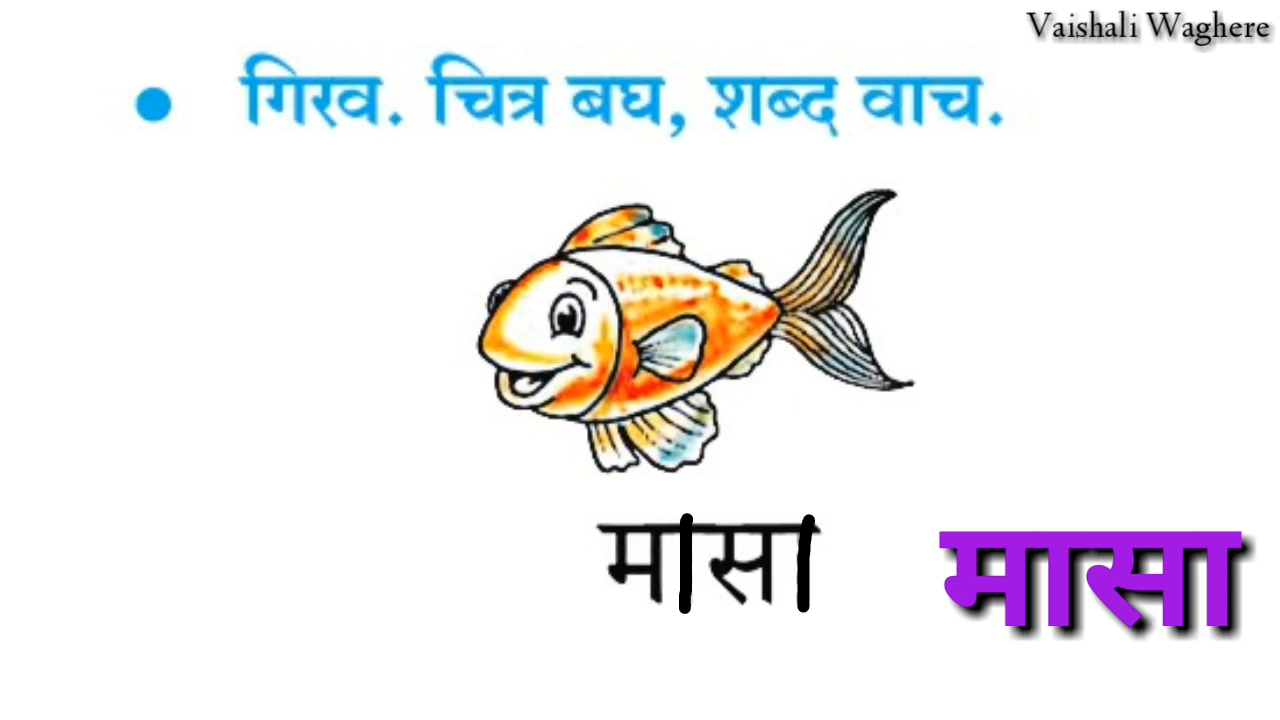 Vaishali Waghere
• गिरव. चित्र बघ, शब्द वाच.
मासा मासा